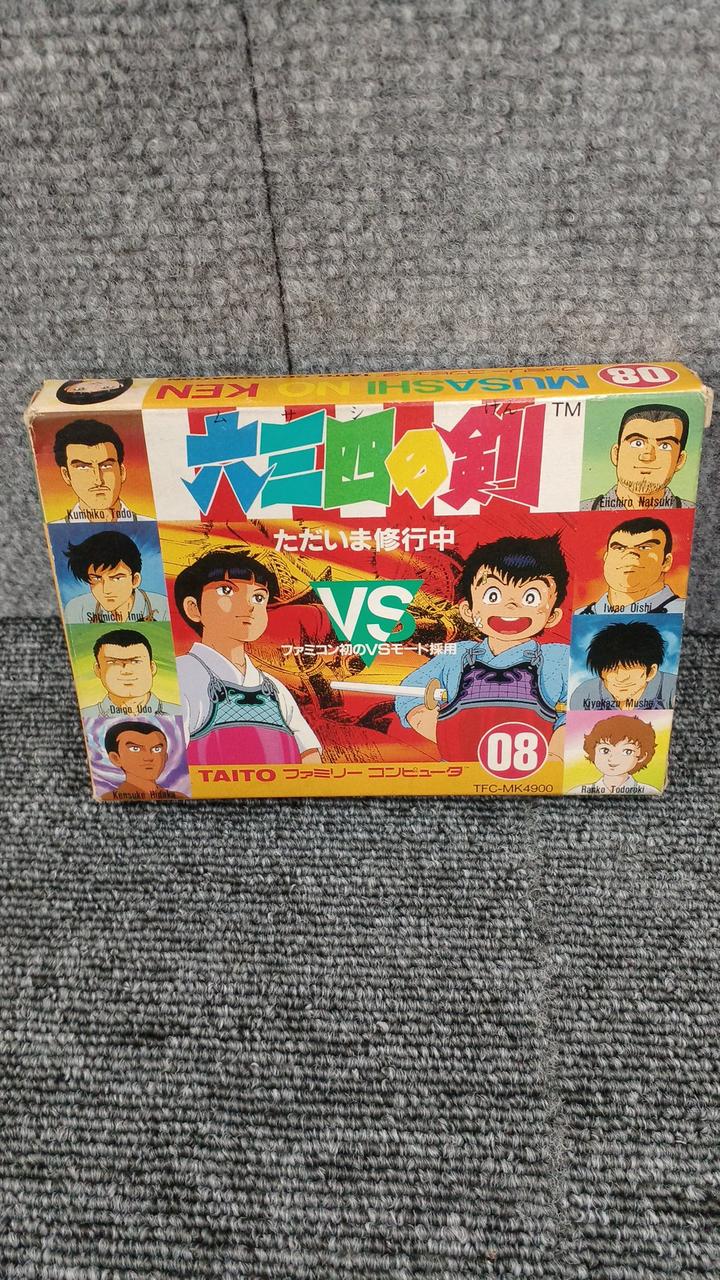 MUSASHI NO KEN
08
ムサシ けん
六三四の剣
TM
ただいま修行中
VS
ファミコン初のVSモード採用
Kunihiko Todo
Shunichi Inui
Daigo Udo
Kensuke Hidaka
Eiichiro Natsuki
Iwao Oishi
Kiyokazu Musha
Ranko Todoroki
08
TAITO ファミリー コンピュータ
TFC-MK4900